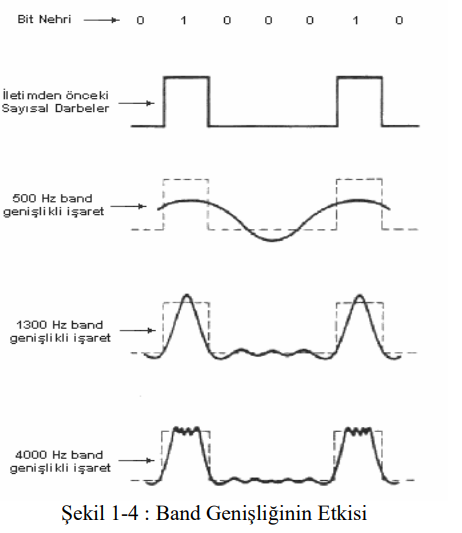 Bit Nehri 0 1 0 0 0 1 0
İletimden önceki
Sayısal Darbeler
500 Hz band
genişlikli işaret
1300 Hz band
genişlikli işaret
4000 Hz band
genişlikli işaret
Şekil 1-4 : Band Genişliğinin Etkisi